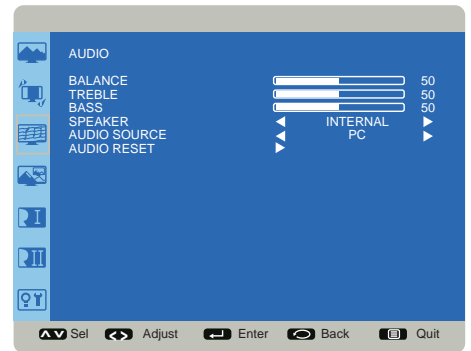 AUDIO
BALANCE 50
TREBLE 50
BASS 50
SPEAKER INTERNAL
AUDIO SOURCE PC
AUDIO RESET
I
II
Sel Adjust Enter Back Quit